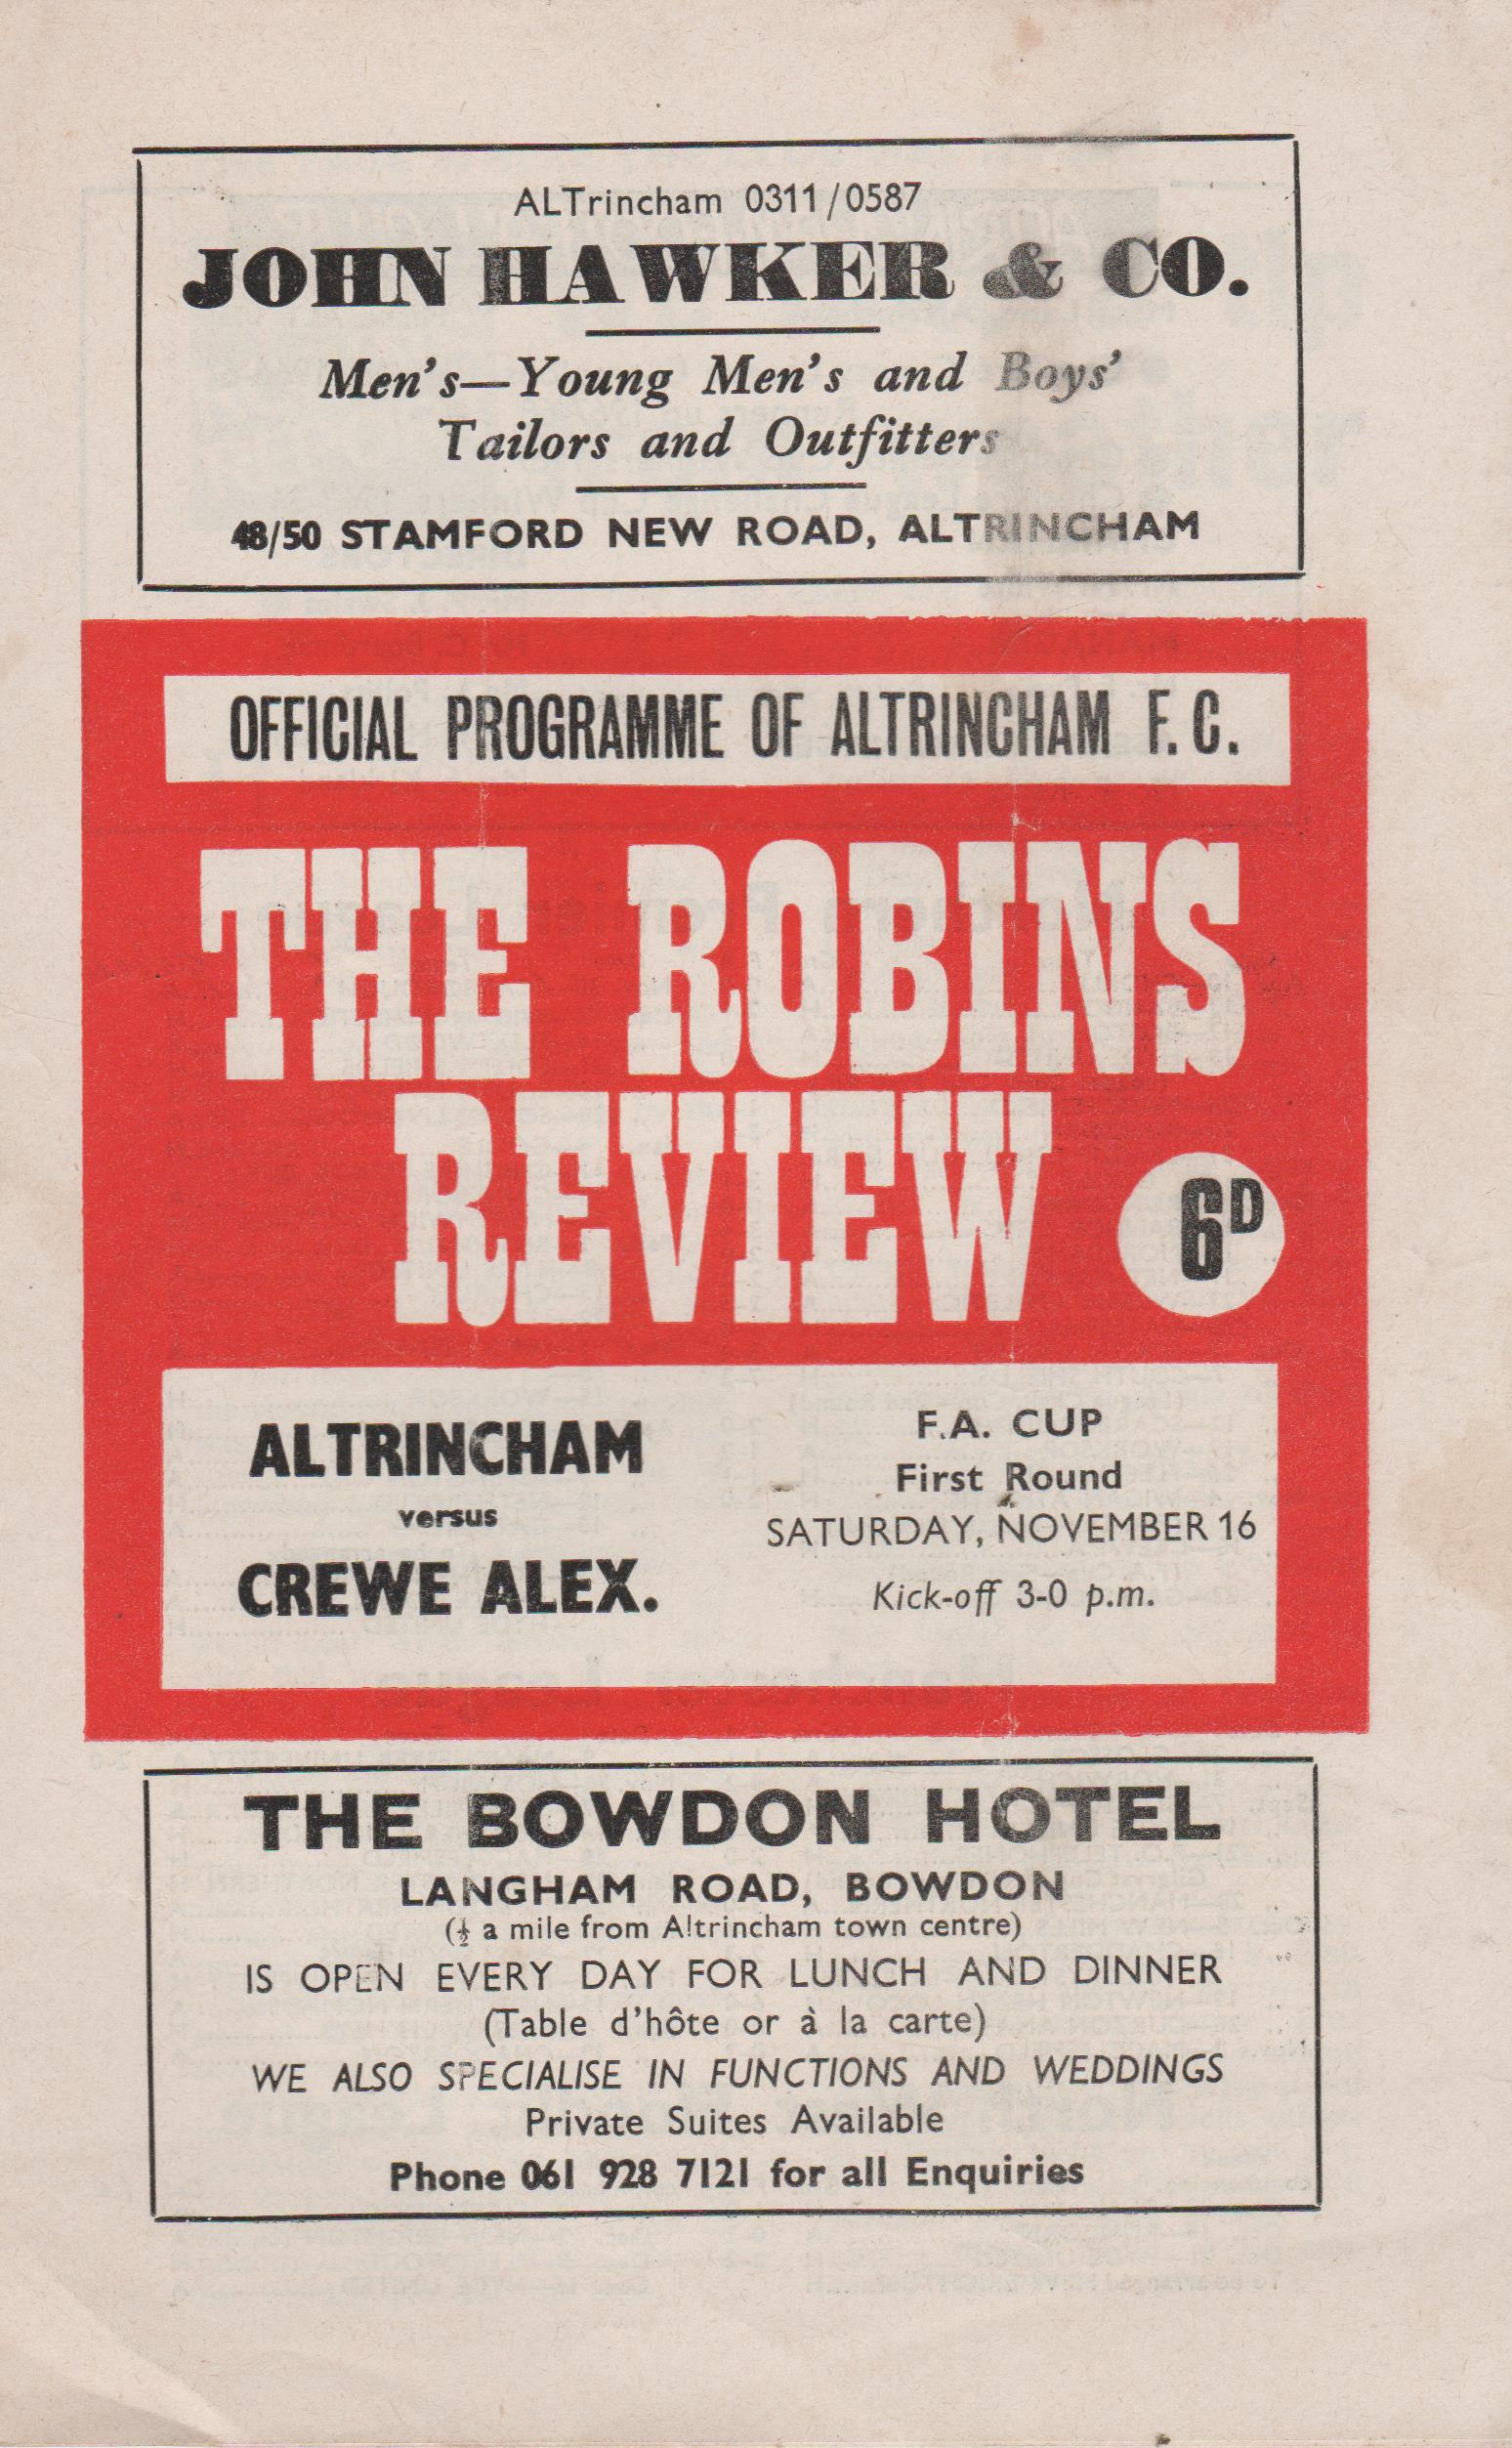 ALTrincham 0311/0587
JOHN HAWKER & CO.
Men's—Young Men's and Boys'
Tailors and Outfitters
48/50 STAMFORD NEW ROAD, ALTRINCHAM
OFFICIAL PROGRAMME OF ALTRINCHAM F.C.
THE ROBINS
REVIEW
6D
ALTRINCHAM
versus
CREWE ALEX.
F.A. CUP
First Round
SATURDAY, NOVEMBER 16
Kick-off 3-0 p.m.
THE BOWDON HOTEL
LANGHAM ROAD, BOWDON
(½ a mile from Altrincham town centre)
IS OPEN EVERY DAY FOR LUNCH AND DINNER
(Table d'hôte or à la carte)
WE ALSO SPECIALISE IN FUNCTIONS AND WEDDINGS
Private Suites Available
Phone 061 928 7121 for all Enquiries